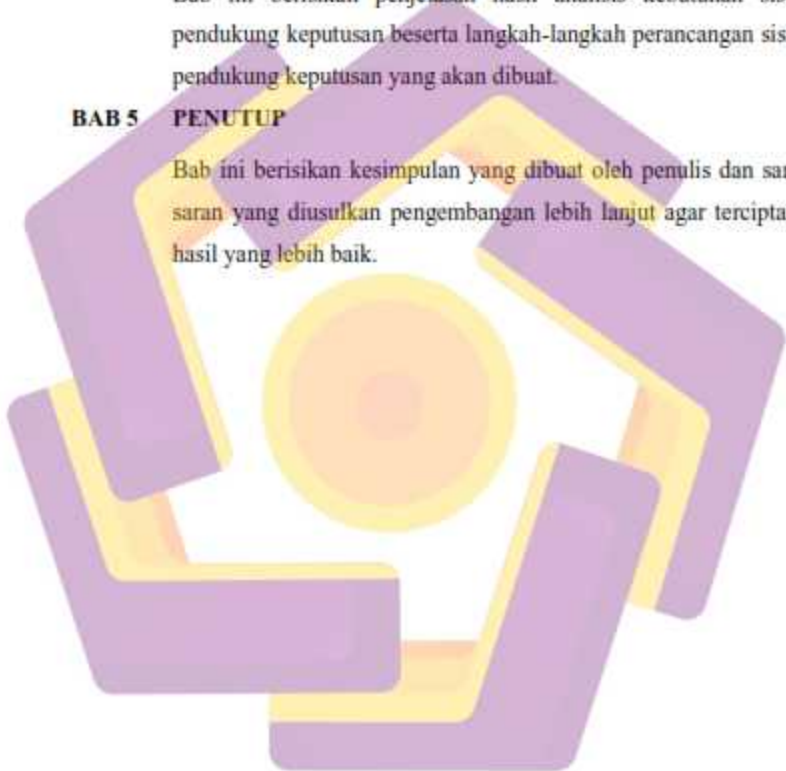 pendukung keputusan beserta langkah-langkah perancangan sis
pendukung keputusan yang akan dibuat.
BAB 5 PENUTUP
Bab ini berisikan kesimpulan yang dibuat oleh penulis dan sar
saran yang diusulkan pengembangan lebih lanjut agar tercipta
hasil yang lebih baik.